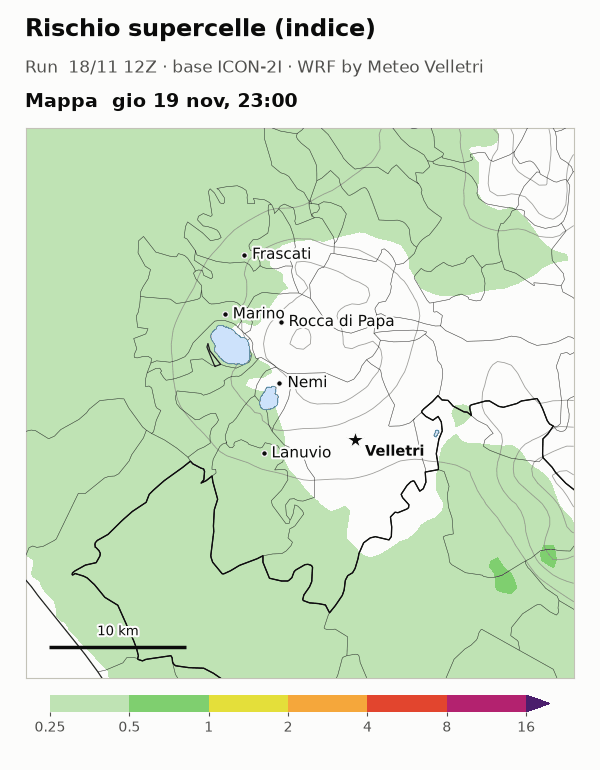 Rischio supercelle (indice)
Run  18/11 12Z · base ICON-2I · WRF by Meteo Velletri
Mappa  gio 19 nov, 23:00
Frascati
Marino
Rocca di Papa
Nemi
Velletri
Lanuvio
10 km
0.25 0.5 1 2 4 8 16